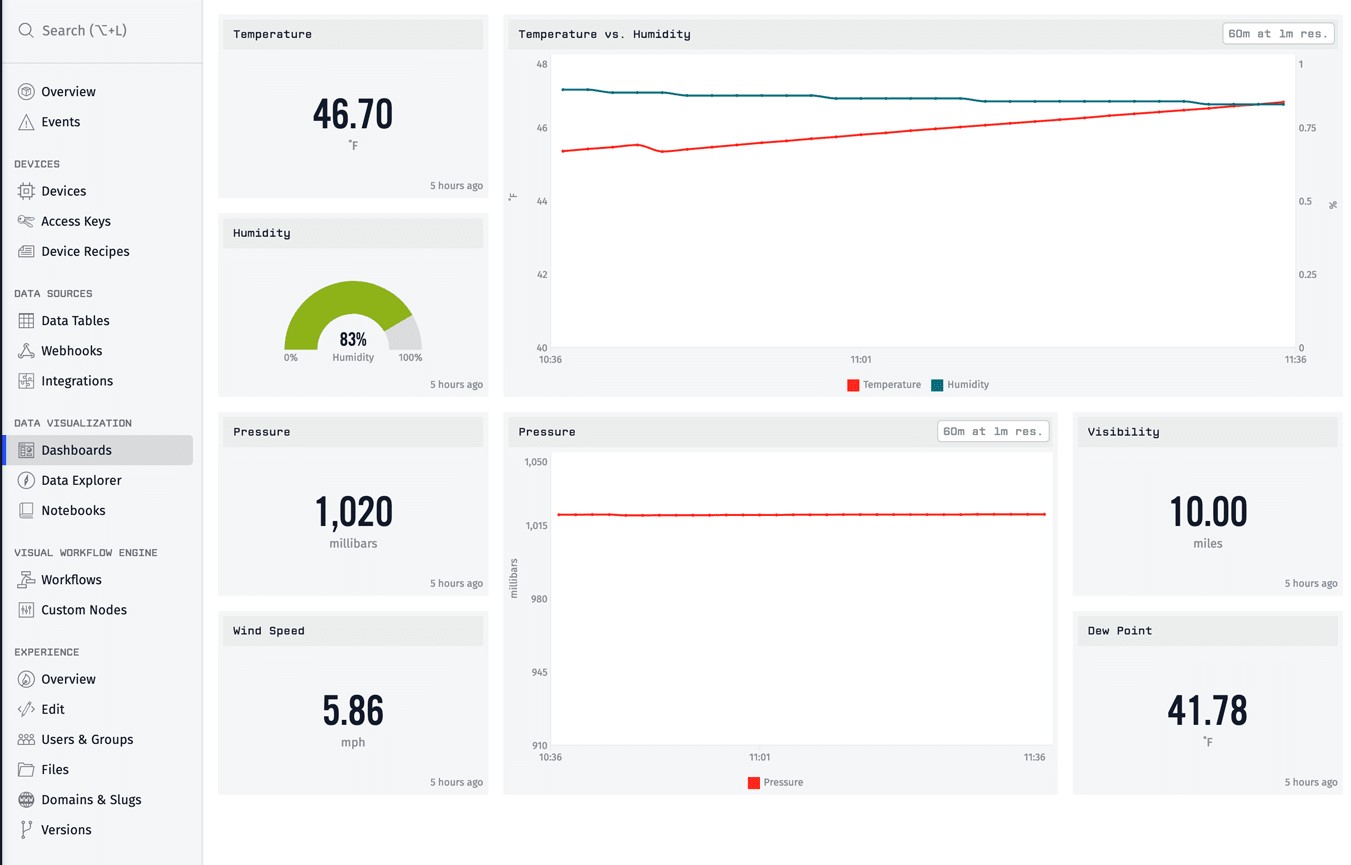 Search (⌥+L)
Overview
Events
DEVICES
Devices
Access Keys
Device Recipes
DATA SOURCES
Data Tables
Webhooks
Integrations
DATA VISUALIZATION
Dashboards
Data Explorer
Notebooks
VISUAL WORKFLOW ENGINE
Workflows
Custom Nodes
EXPERIENCE
Overview
Edit
Users & Groups
Files
Domains & Slugs
Versions
Temperature
46.70
°F
5 hours ago
Temperature vs. Humidity
60m at 1m res.
48
46
44
42
40
°F
1
0.75
0.5
0.25
0
%
10:36
11:01
11:36
Temperature
Humidity
Humidity
83%
0%
Humidity
100%
5 hours ago
Pressure
1,020
millibars
5 hours ago
Pressure
60m at 1m res.
1,050
1,015
980
945
910
millibars
10:36
11:01
11:36
Pressure
Visibility
10.00
miles
5 hours ago
Wind Speed
5.86
mph
5 hours ago
Dew Point
41.78
°F
5 hours ago